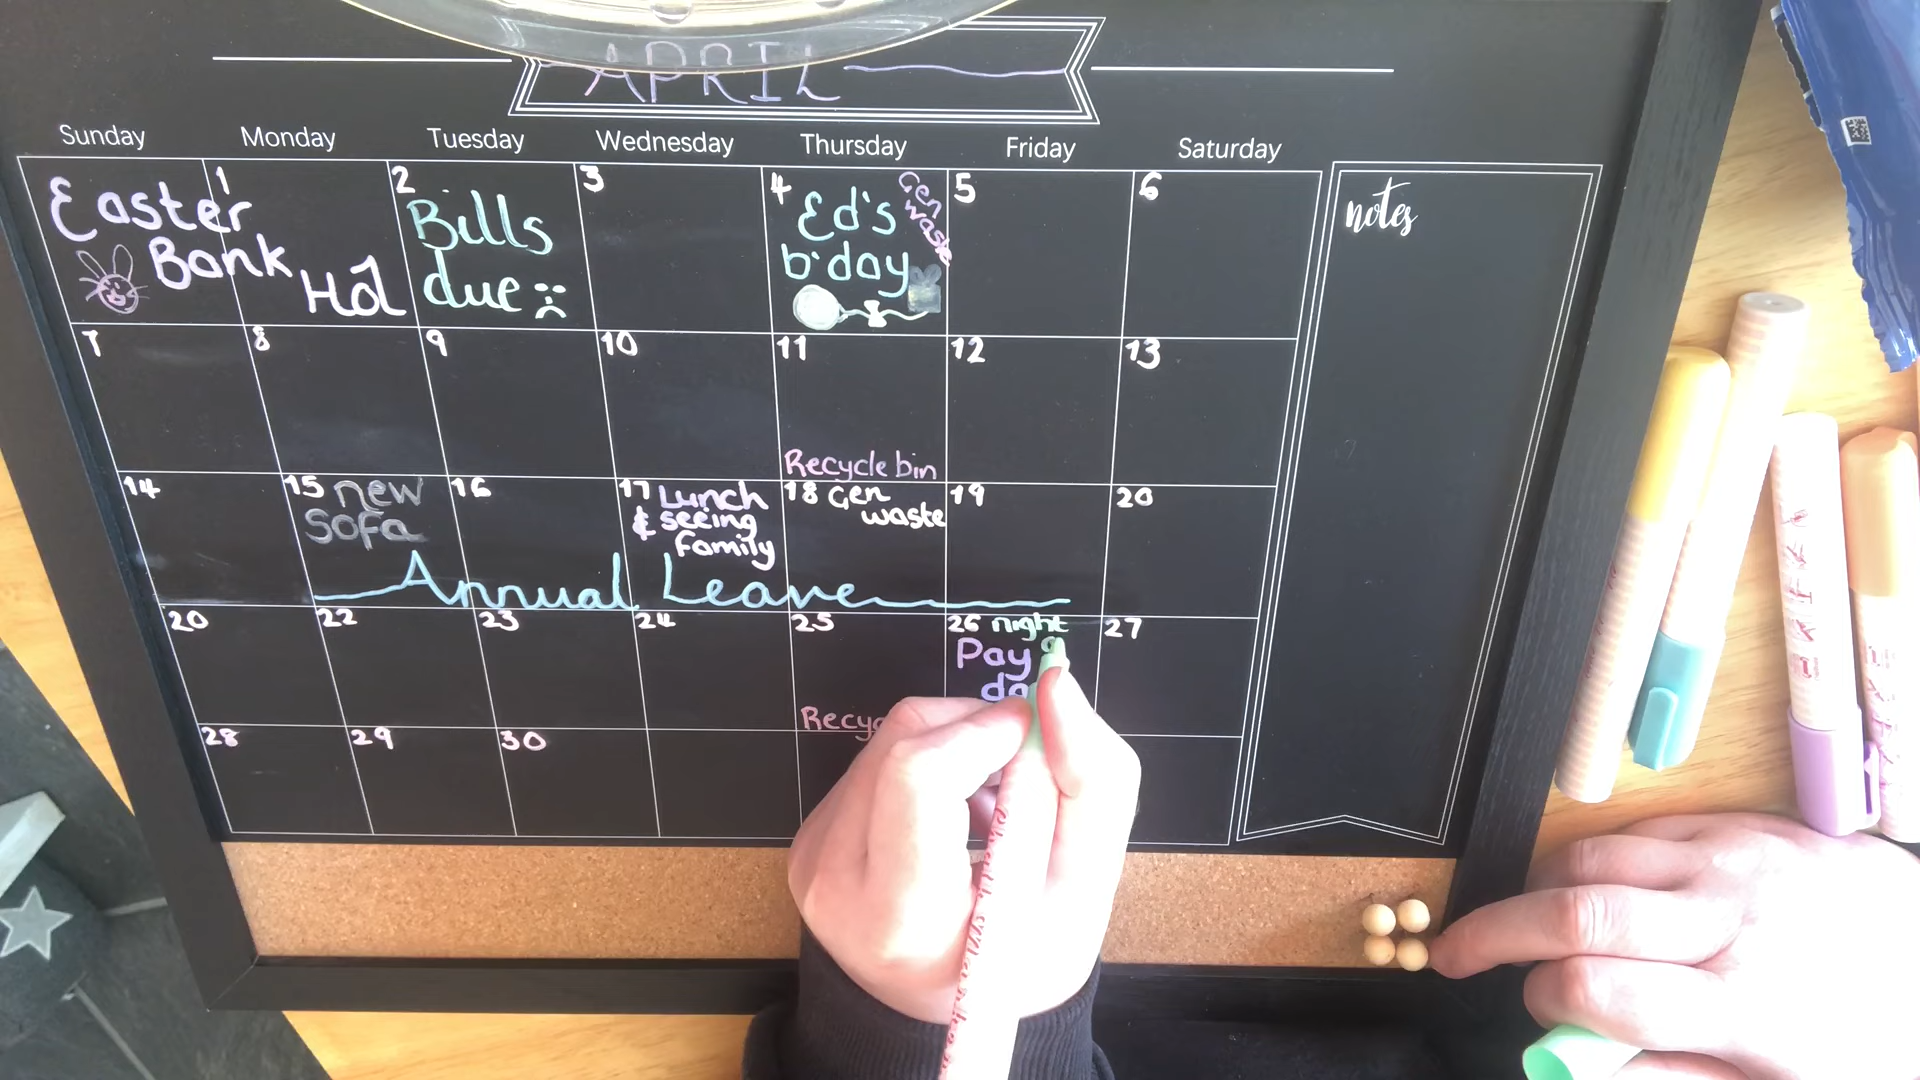 APRIL
Sunday Monday Tuesday Wednesday Thursday Friday Saturday
1 2 3 4 5 6
Easter
Bank Hol
Bills
due
Ed's
b·day
Gen
waste
notes
7 8 9 10 11 12 13
Recycle bin
14 15 16 17 18 19 20
new
Sofa
Lunch
& seeing
family
Gen
waste
Annual Leave
20 22 23 24 25 26 27
night
Pay
da
Recyc
28 29 30